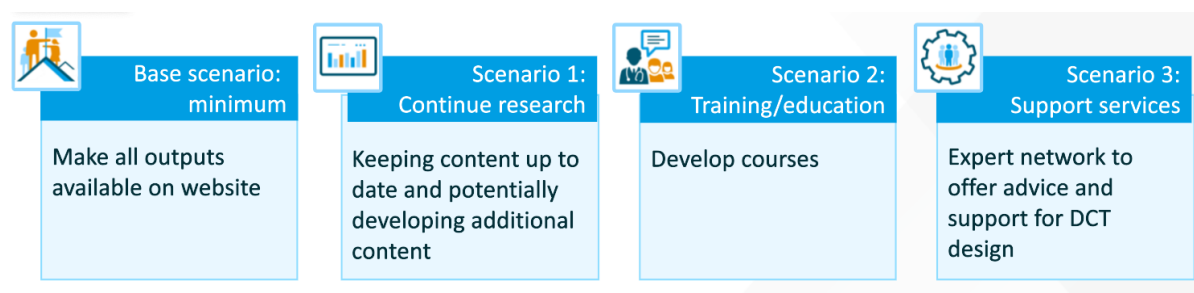 Base scenario:
minimum
Make all outputs
available on website
Scenario 1:
Continue research
Keeping content up to
date and potentially
developing additional
content
Scenario 2:
Training/education
Develop courses
Scenario 3:
Support services
Expert network to
offer advice and
support for DCT
design